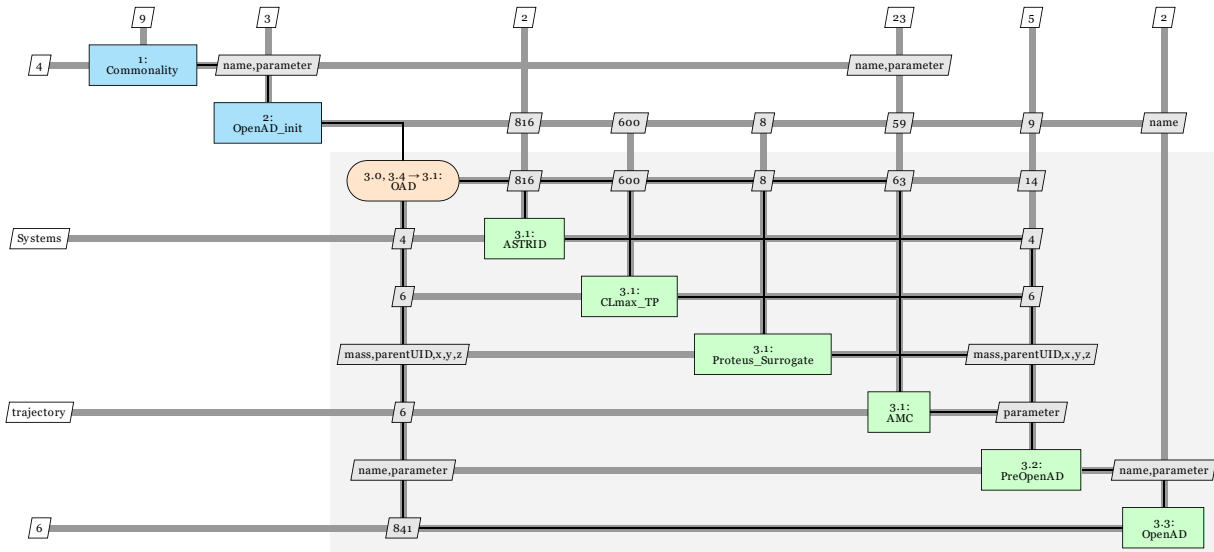 9
3
2
23
5
2
4
1:
Commonality
name,parameter
name,parameter
2:
OpenAD_init
816
600
8
59
9
name
3.0, 3.4 → 3.1:
OAD
816
600
8
63
14
Systems
4
3.1:
ASTRID
4
6
3.1:
CLmax_TP
6
mass,parentUID,x,y,z
3.1:
Proteus_Surrogate
mass,parentUID,x,y,z
trajectory
6
3.1:
AMC
parameter
name,parameter
3.2:
PreOpenAD
name,parameter
6
841
3.3:
OpenAD